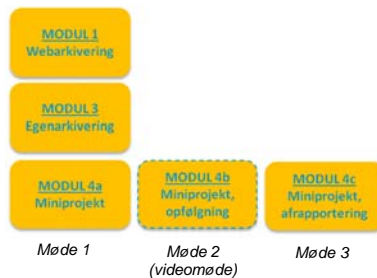 MODUL 1
Webarkivering
MODUL 3
Egenarkivering
MODUL 4a
Miniprojekt
MODUL 4b
Miniprojekt,
opfølgning
MODUL 4c
Miniprojekt,
afrapportering
Møde 1
Møde 2
(videomøde)
Møde 3